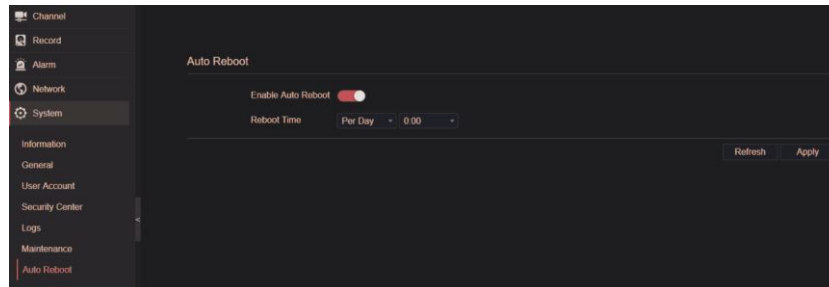 Channel
Record
Alarm
Network
System
Information
General
User Account
Security Center
Logs
Maintenance
Auto Reboot
Auto Reboot
Enable Auto Reboot
Reboot Time Per Day 0:00
Refresh Apply